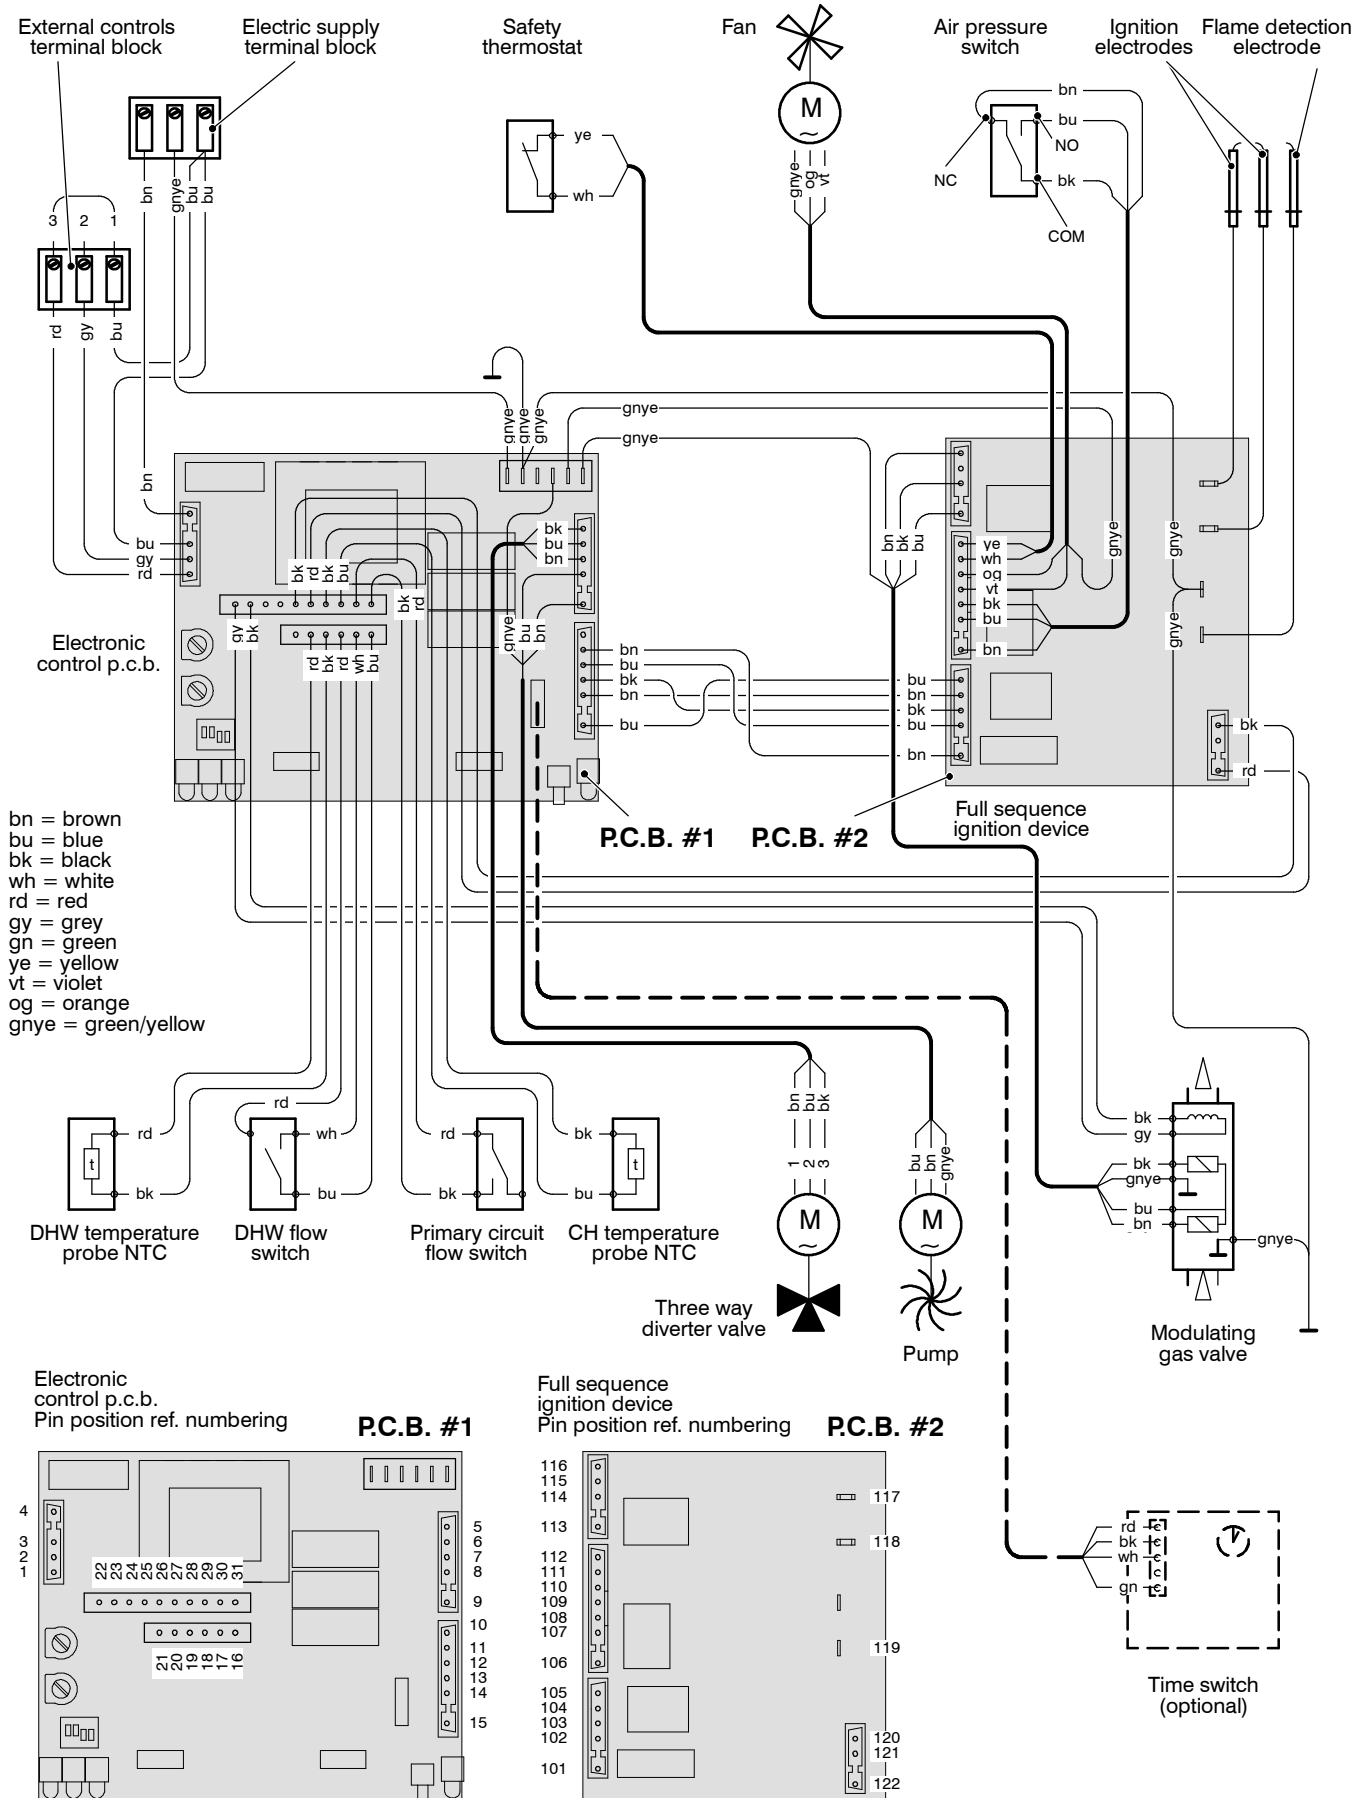 External controls
terminal block
Electric supply
terminal block
Safety
thermostat
Fan
Air pressure
switch
Ignition
electrodes
Flame detection
electrode
M
~
bn
bu
NO
NC
bk
COM
ye
wh
gnye
og
vt
bn
gnye
bu
bu
3
2
1
rd
gy
bu
gnye
gnye
gnye
gnye
gnye
bn
bu
gy
rd
bk
rd
bk
bu
bk
rd
gy
bk
rd
bk
rd
wh
bu
bk
bu
bn
gnye
bu
bn
bn
bk
bu
ye
wh
og
vt
bk
bu
bn
gnye
gnye
gnye
Electronic
control p.c.b.
bn
bu
bk
bn
bu
bu
bn
bk
bu
bn
bk
rd
P.C.B. #1
P.C.B. #2
Full sequence
ignition device
bn = brown
bu = blue
bk = black
wh = white
rd = red
gy = grey
gn = green
ye = yellow
vt = violet
og = orange
gnye = green/yellow
rd
rd
bk
t
wh
bu
rd
bk
bk
bu
t
bn
bu
bk
1
2
3
bu
bn
gnye
M
~
M
~
bk
gy
bk
gnye
bu
bn
gnye
DHW temperature
probe NTC
DHW flow
switch
Primary circuit
flow switch
CH temperature
probe NTC
Three way
diverter valve
Pump
Modulating
gas valve
Electronic
control p.c.b.
Pin position ref. numbering
P.C.B. #1
Full sequence
ignition device
Pin position ref. numbering
P.C.B. #2
4
3
2
1
22
23
24
25
26
27
28
29
30
31
21
20
19
18
17
16
5
6
7
8
9
10
11
12
13
14
15
116
115
114
113
112
111
110
109
108
107
106
105
104
103
102
101
117
118
119
120
121
122
rd
bk
wh
gn
c
c
c
c
c
Time switch
(optional)